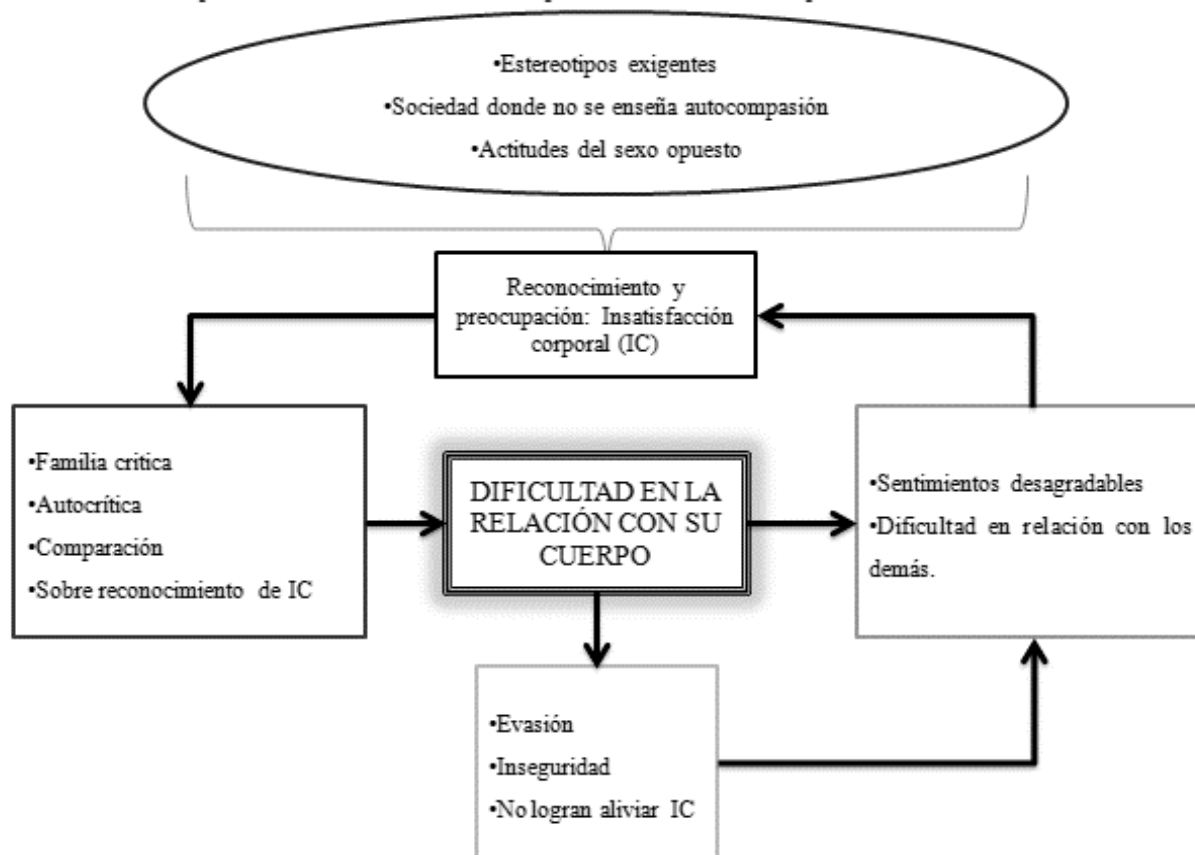 •Estereotipos exigentes
•Sociedad donde no se enseña autocompasión
•Actitudes del sexo opuesto
Reconocimiento y
preocupación: Insatisfacción
corporal (IC)
•Familia critica
•Autocrítica
•Comparación
•Sobre reconocimiento de IC
DIFICULTAD EN LA
RELACIÓN CON SU
CUERPO
•Sentimientos desagradables
•Dificultad en relación con los
demás.
•Evasión
•Inseguridad
•No logran aliviar IC